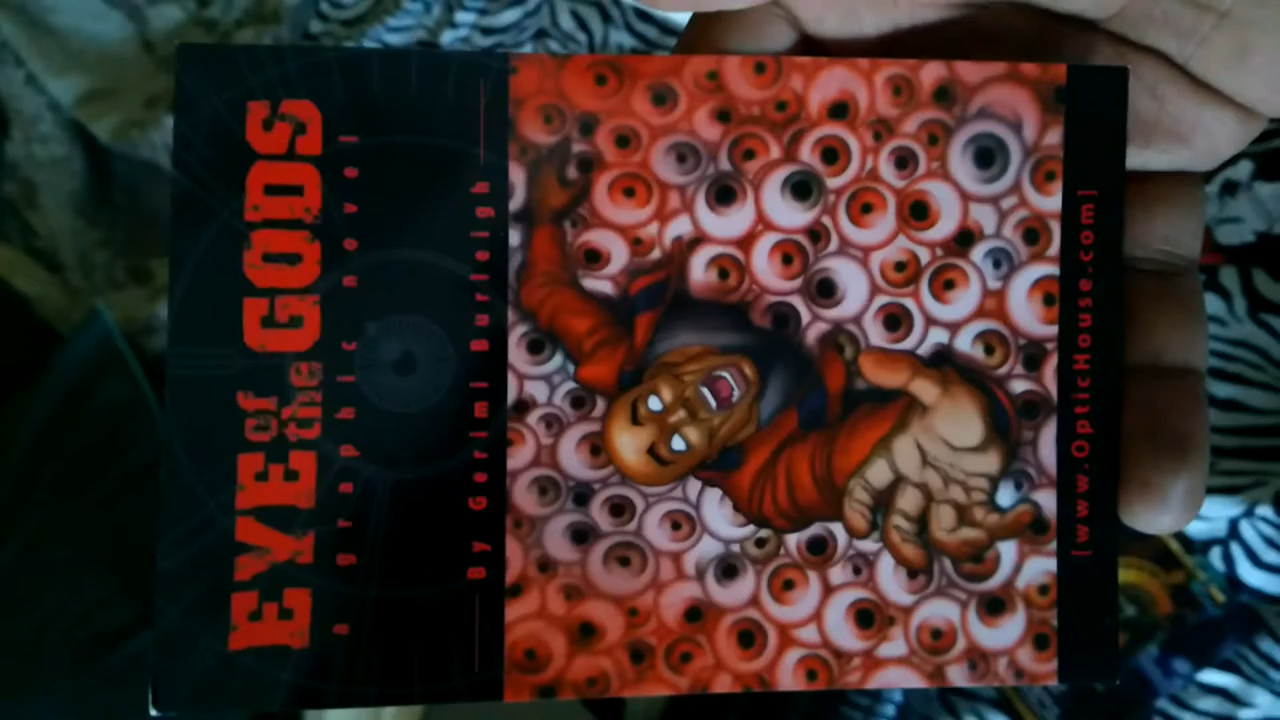 EYE of the GODS
a graphic novel
By Gerimi Burleigh
[www.OpticHouse.com]